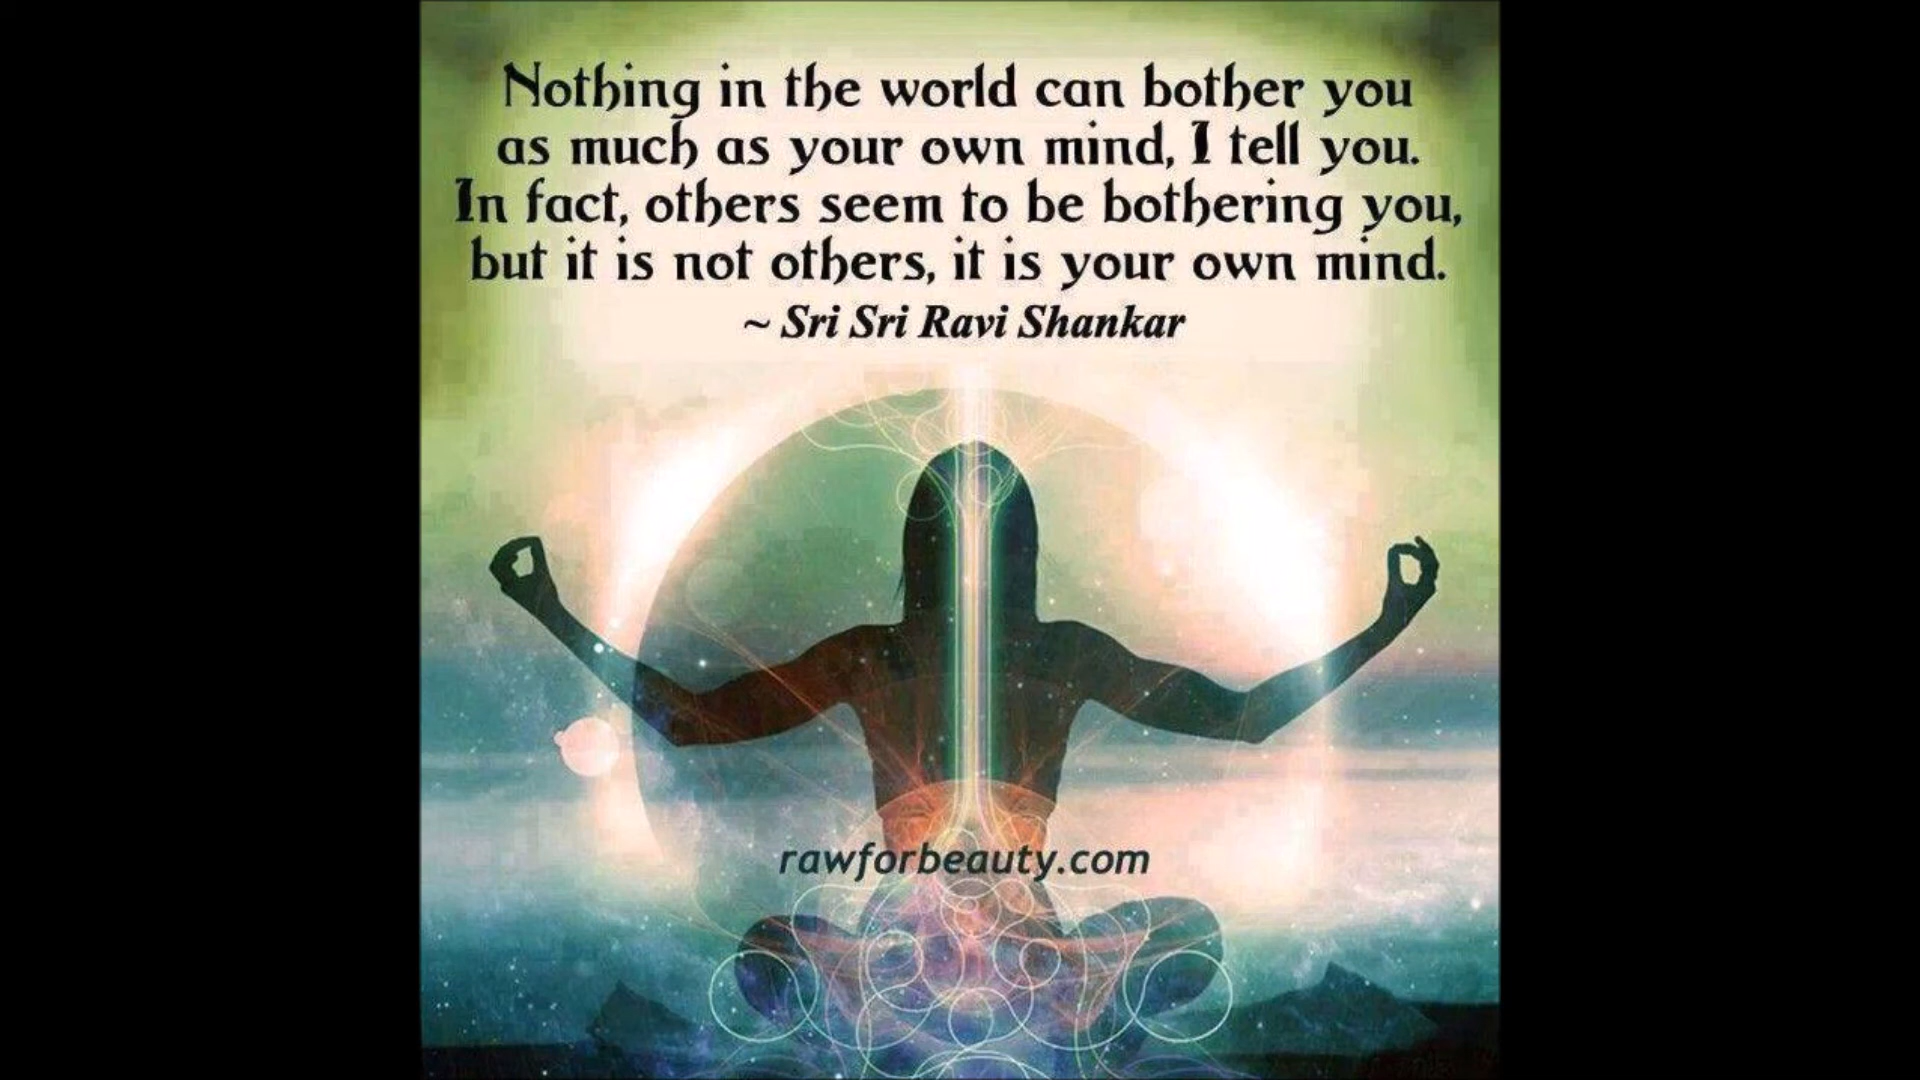 Nothing in the world can bother you
as much as your own mind, I tell you.
In fact, others seem to be bothering you,
but it is not others, it is your own mind.
~ Sri Sri Ravi Shankar
rawforbeauty.com